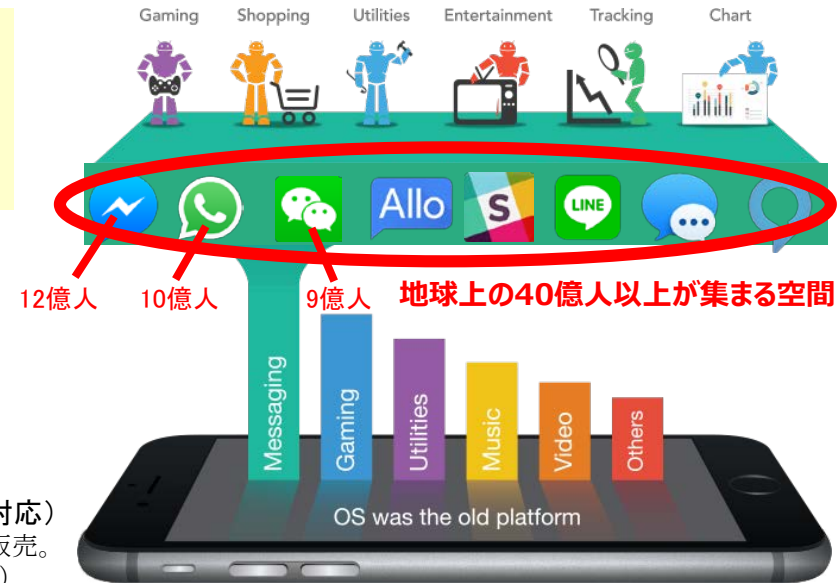 Gaming Shopping Utilities Entertainment Tracking Chart
Allo S LINE
12億人 10億人 9億人 地球上の40億人以上が集まる空間
Messaging
Gaming
Utilities
Music
Video
Others
OS was the old platform
対応）
販売。
）